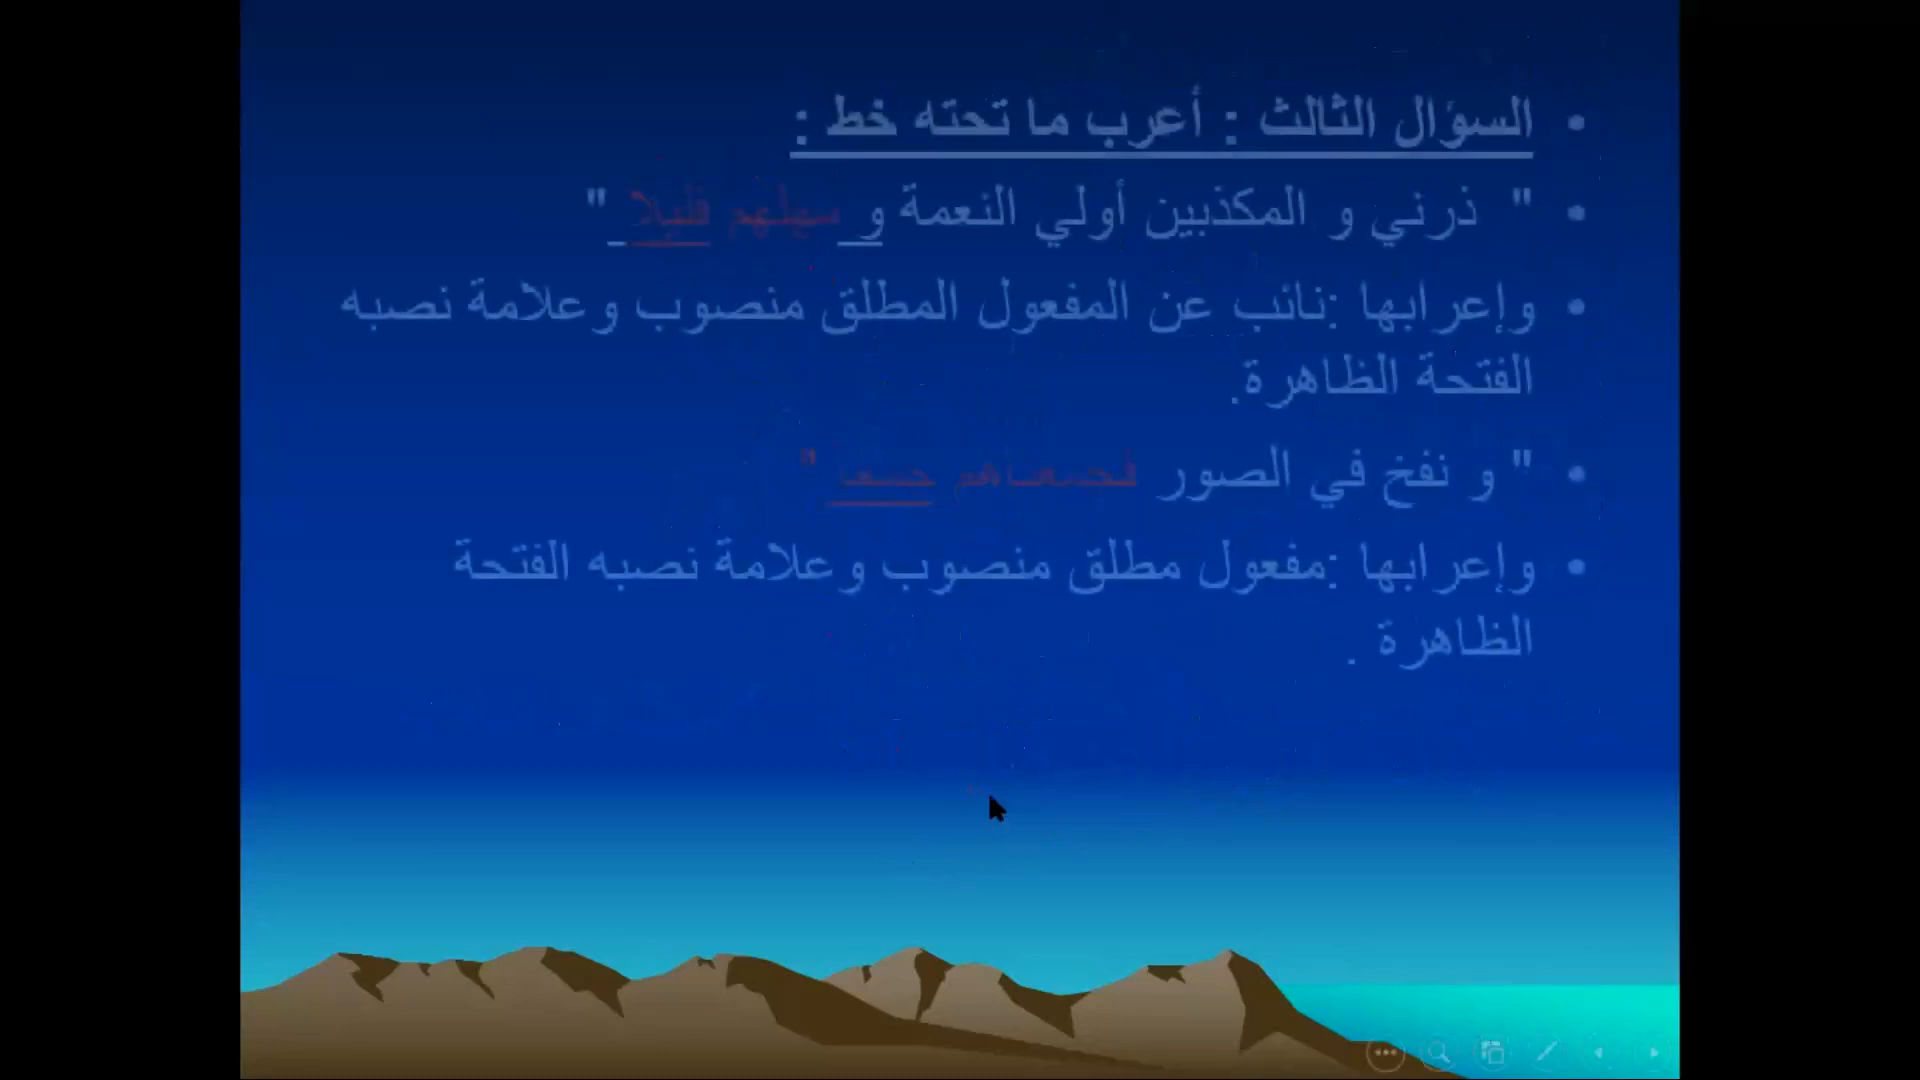 السؤال الثالث : أعرب ما تحته خط :
" ذرني و المكذبين أولي النعمة و مهلهم قليلا "
وإعرابها :نائب عن المفعول المطلق منصوب وعلامة نصبه
الفتحة الظاهرة.
" و نفخ في الصور فجمعناهم جمعا "
وإعرابها :مفعول مطلق منصوب وعلامة نصبه الفتحة
الظاهرة .